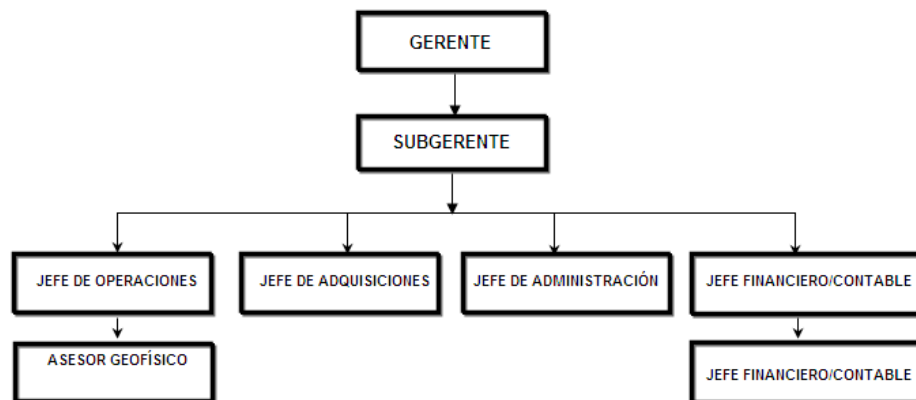 GERENTE
SUBGERENTE
JEFE DE OPERACIONES
JEFE DE ADQUISICIONES
JEFE DE ADMINISTRACIÓN
JEFE FINANCIERO/CONTABLE
ASESOR GEOFÍSICO
JEFE FINANCIERO/CONTABLE